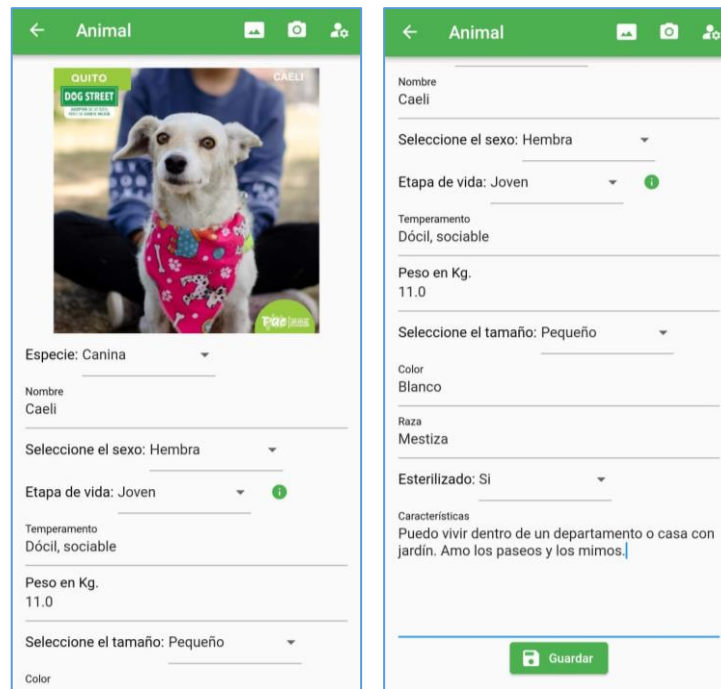 Animal
QUITO
CAELI
DOG STREET
Especie: Canina
Nombre
Caeli
Seleccione el sexo: Hembra
Etapa de vida: Joven
Temperamento
Dócil, sociable
Peso en Kg.
11.0
Seleccione el tamaño: Pequeño
Color
Animal
Nombre
Caeli
Seleccione el sexo: Hembra
Etapa de vida: Joven
Temperamento
Dócil, sociable
Peso en Kg.
11.0
Seleccione el tamaño: Pequeño
Color
Blanco
Raza
Mestiza
Esterilizado: Si
Características
Puedo vivir dentro de un departamento o casa con
jardín. Amo los paseos y los mimos.
Guardar